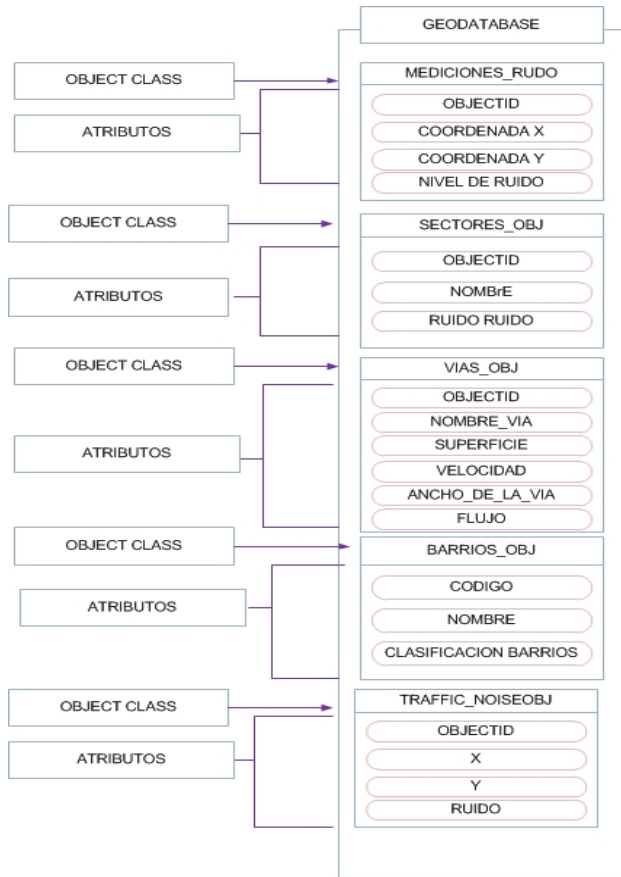 GEODATABASE
OBJECT CLASS
MEDICIONES_RUDO
ATRIBUTOS
OBJECTID
COORDENADA X
COORDENADA Y
NIVEL DE RUIDO
OBJECT CLASS
SECTORES_OBJ
ATRIBUTOS
OBJECTID
NOMBrE
RUIDO RUIDO
OBJECT CLASS
VIAS_OBJ
ATRIBUTOS
OBJECTID
NOMBRE_VIA
SUPERFICIE
VELOCIDAD
ANCHO_DE_LA_VIA
FLUJO
OBJECT CLASS
BARRIOS_OBJ
ATRIBUTOS
CODIGO
NOMBRE
CLASIFICACION BARRIOS
OBJECT CLASS
TRAFFIC_NOISEOBJ
ATRIBUTOS
OBJECTID
X
Y
RUIDO